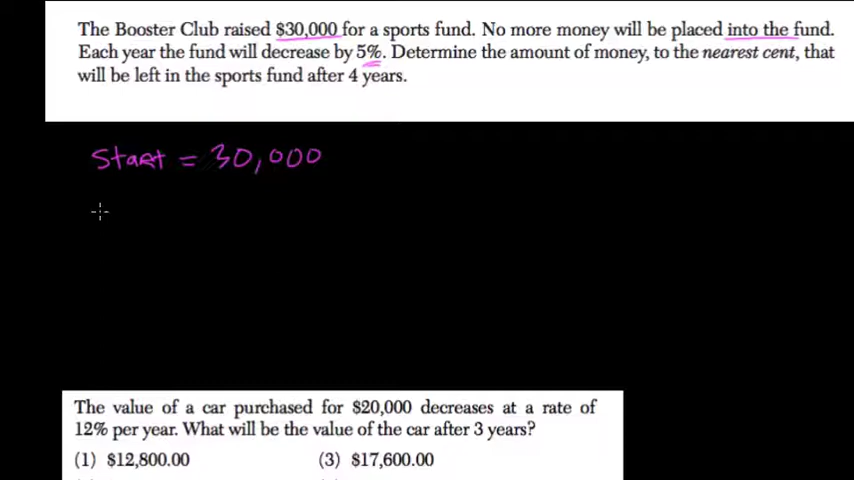 The Booster Club raised $30,000 for a sports fund. No more money will be placed into the fund.
Each year the fund will decrease by 5%. Determine the amount of money, to the nearest cent, that
will be left in the sports fund after 4 years.
Start = 30,000
The value of a car purchased for $20,000 decreases at a rate of
12% per year. What will be the value of the car after 3 years?
(1) $12,800.00 (3) $17,600.00